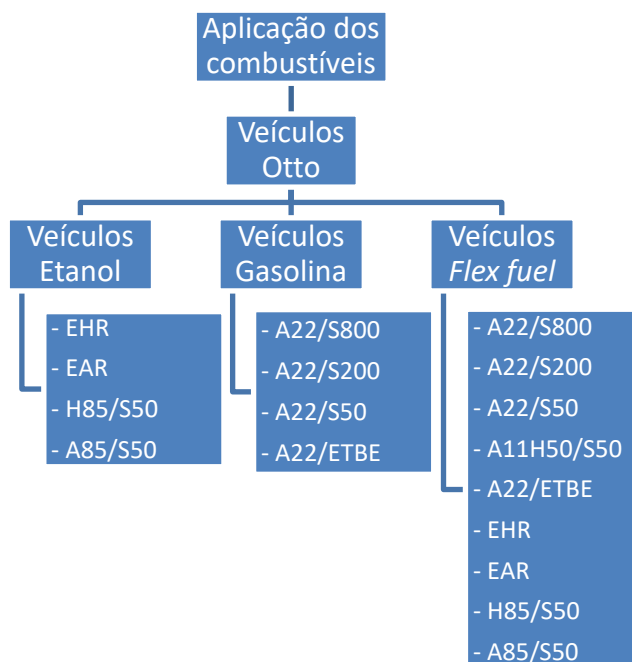 Aplicação dos
combustíveis
Veículos
Otto
Veículos
Etanol
- EHR
- EAR
- H85/S50
- A85/S50
Veículos
Gasolina
- A22/S800
- A22/S200
- A22/S50
- A22/ETBE
Veículos
Flex fuel
- A22/S800
- A22/S200
- A22/S50
- A11H50/S50
- A22/ETBE
- EHR
- EAR
- H85/S50
- A85/S50